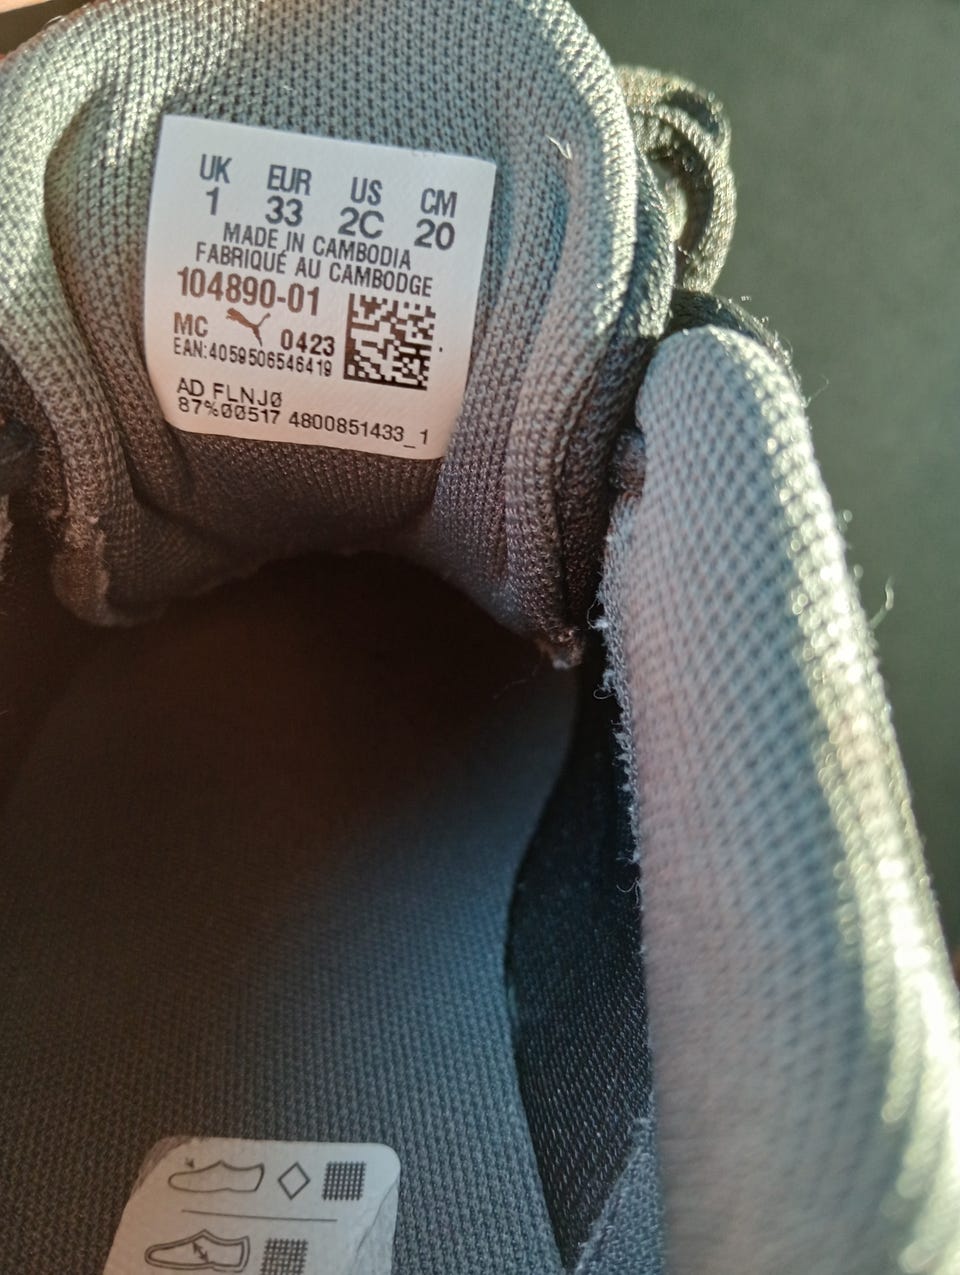 UK EUR US CM
1 33 2C 20
MADE IN CAMBODIA
FABRIQUÉ AU CAMBODGE
104890-01
MC 0423
EAN:4059506546419
AD FLNJ0
87%00517 4800851433_1